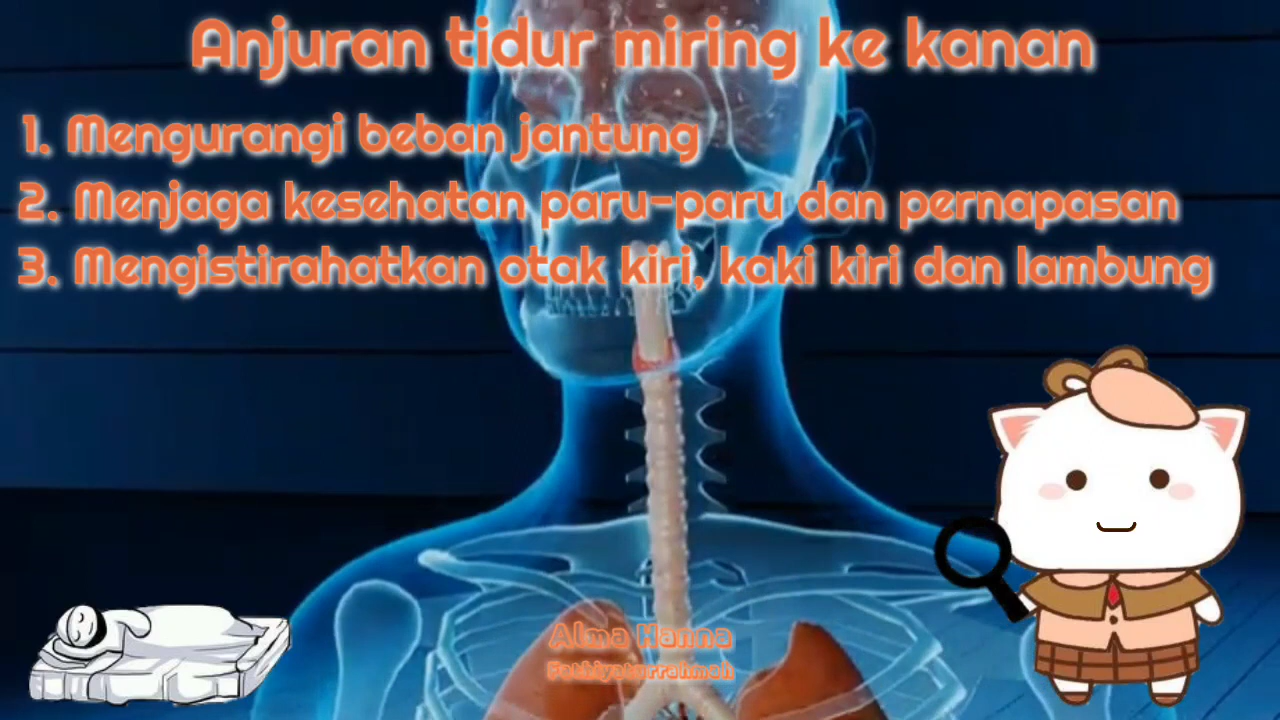 Anjuran tidur miring ke kanan
1. Mengurangi beban jantung
2. Menjaga kesehatan paru-paru dan pernapasan
3. Mengistirahatkan otak kiri, kaki kiri dan lambung
Alma Hanna
Fathiyaturrahmah